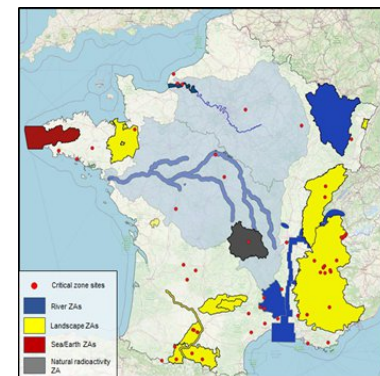 Critical zone sites
River ZAs
Landscape ZAs
Sea/Earth ZAs
Natural radioactivity
ZA